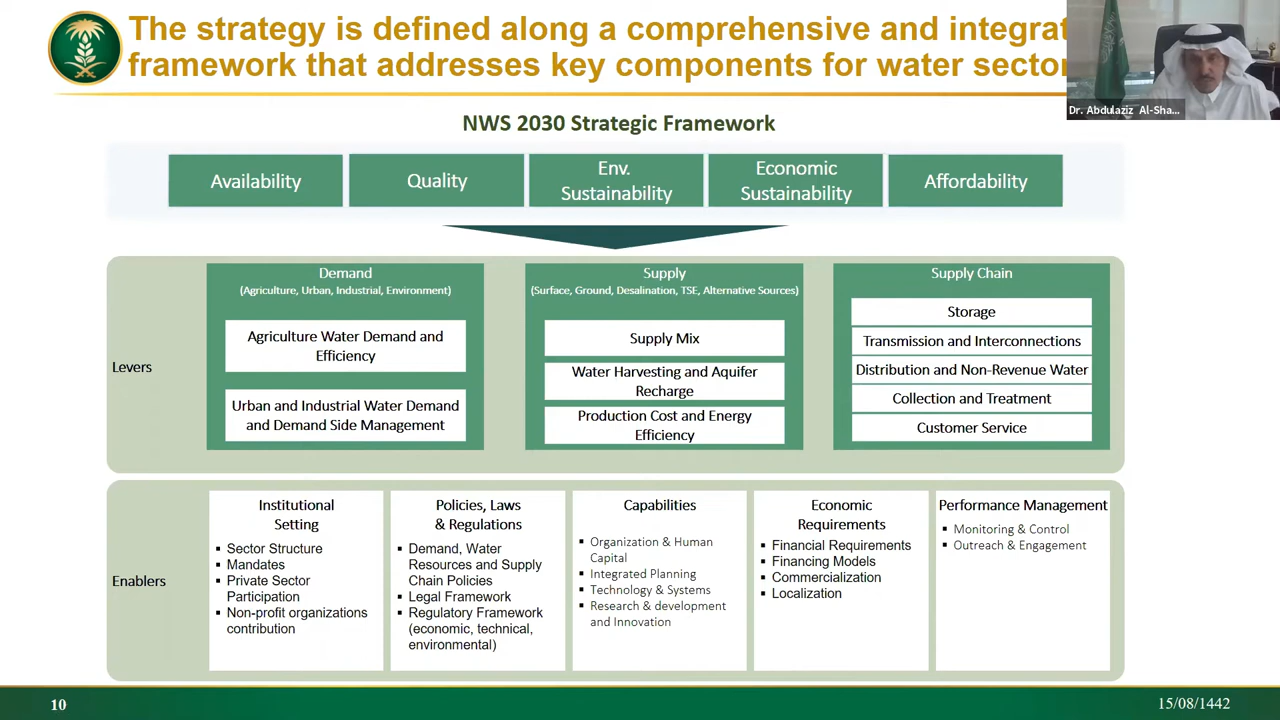 The strategy is defined along a comprehensive and integrat
framework that addresses key components for water sector
Dr. Abdulaziz Al-Sha...
NWS 2030 Strategic Framework
Availability
Quality
Env.
Sustainability
Economic
Sustainability
Affordability
Levers
Demand
(Agriculture, Urban, Industrial, Environment)
Agriculture Water Demand and
Efficiency
Urban and Industrial Water Demand
and Demand Side Management
Supply
(Surface, Ground, Desalination, TSE, Alternative Sources)
Supply Mix
Water Harvesting and Aquifer
Recharge
Production Cost and Energy
Efficiency
Supply Chain
Storage
Transmission and Interconnections
Distribution and Non-Revenue Water
Collection and Treatment
Customer Service
Enablers
Institutional
Setting
▪ Sector Structure
▪ Mandates
▪ Private Sector
Participation
▪ Non-profit organizations
contribution
Policies, Laws
& Regulations
▪ Demand, Water
Resources and Supply
Chain Policies
▪ Legal Framework
▪ Regulatory Framework
(economic, technical,
environmental)
Capabilities
▪ Organization & Human
Capital
▪ Integrated Planning
▪ Technology & Systems
▪ Research & development
and Innovation
Economic
Requirements
▪ Financial Requirements
▪ Financing Models
▪ Commercialization
▪ Localization
Performance Management
▪ Monitoring & Control
▪ Outreach & Engagement
10
15/08/1442